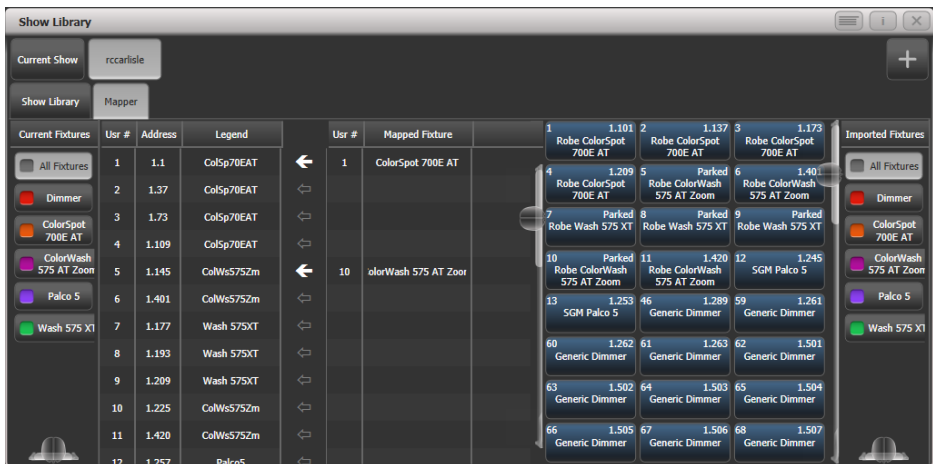 Show Library
i
Current Show
rccarlisle
Show Library
Mapper
Current Fixtures
Usr #
Address
Legend
Usr #
Mapped Fixture
Imported Fixtures
All Fixtures
Dimmer
ColorSpot
700E AT
ColorWash
575 AT Zoom
Palco 5
Wash 575 XT
1 1.1 ColSp70EAT 1 ColorSpot 700E AT
2 1.37 ColSp70EAT
3 1.73 ColSp70EAT
4 1.109 ColSp70EAT
5 1.145 ColWs575Zm 10 olorWash 575 AT Zoor
6 1.401 ColWs575Zm
7 1.177 Wash 575XT
8 1.193 Wash 575XT
9 1.209 Wash 575XT
10 1.225 ColWs575Zm
11 1.420 ColWs575Zm
12 1.257 Palco5
1 1.101
Robe ColorSpot
700E AT
2 1.137
Robe ColorSpot
700E AT
3 1.173
Robe ColorSpot
700E AT
4 1.209
Robe ColorSpot
700E AT
5 Parked
Robe ColorWash
575 AT Zoom
6 1.401
Robe ColorWash
575 AT Zoom
7 Parked
Robe Wash 575 XT
8 Parked
Robe Wash 575 XT
9 Parked
Robe Wash 575 XT
10 Parked
Robe ColorWash
575 AT Zoom
11 1.420
Robe ColorWash
575 AT Zoom
12 1.245
SGM Palco 5
13 1.253
SGM Palco 5
46 1.289
Generic Dimmer
59 1.261
Generic Dimmer
60 1.262
Generic Dimmer
61 1.263
Generic Dimmer
62 1.501
Generic Dimmer
63 1.502
Generic Dimmer
64 1.503
Generic Dimmer
65 1.504
Generic Dimmer
66 1.505
Generic Dimmer
67 1.506
Generic Dimmer
68 1.507
Generic Dimmer
All Fixtures
Dimmer
ColorSpot
700E AT
ColorWash
575 AT Zoom
Palco 5
Wash 575 XT